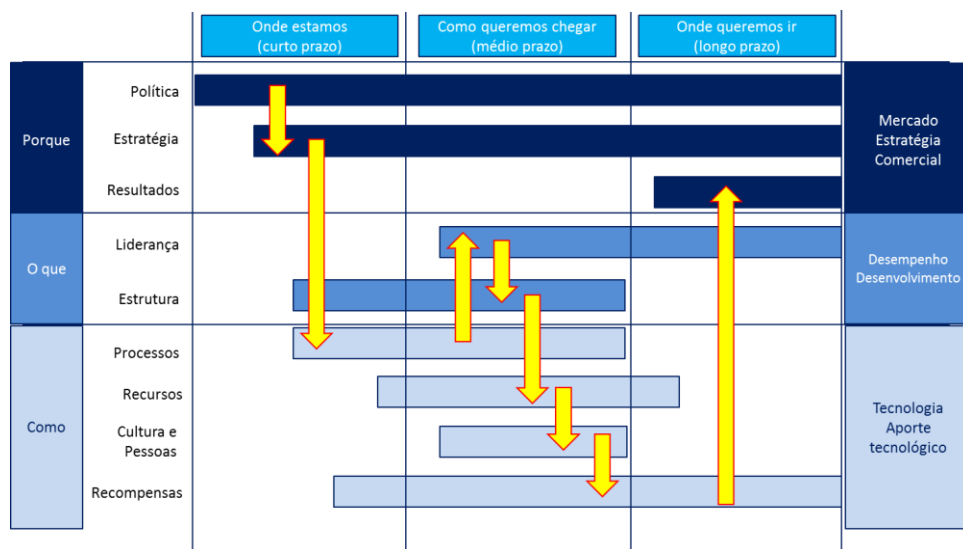 Onde estamos
(curto prazo)
Como queremos chegar
(médio prazo)
Onde queremos ir
(longo prazo)
Porque
Política
Estratégia
Resultados
Mercado
Estratégia
Comercial
O que
Liderança
Estrutura
Desempenho
Desenvolvimento
Como
Processos
Recursos
Cultura e
Pessoas
Recompensas
Tecnologia
Aporte
tecnológico